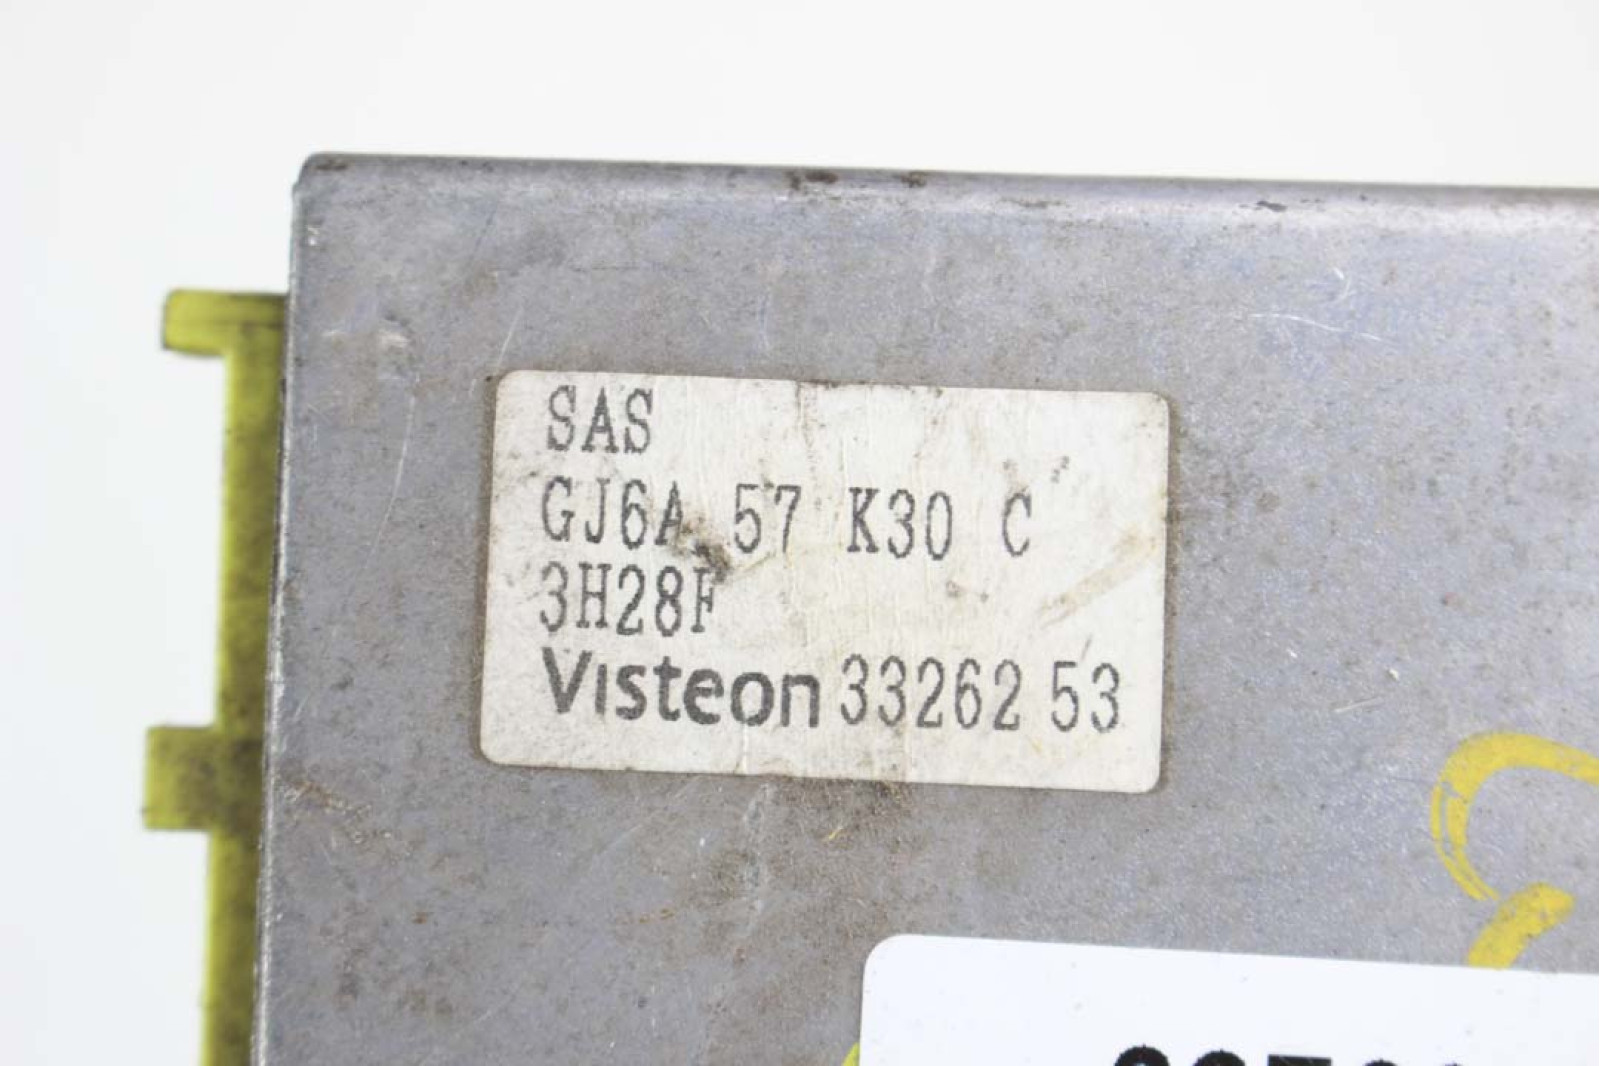 SAS
GJ6A 57 K30 C
3H28F
Visteon 33262 53